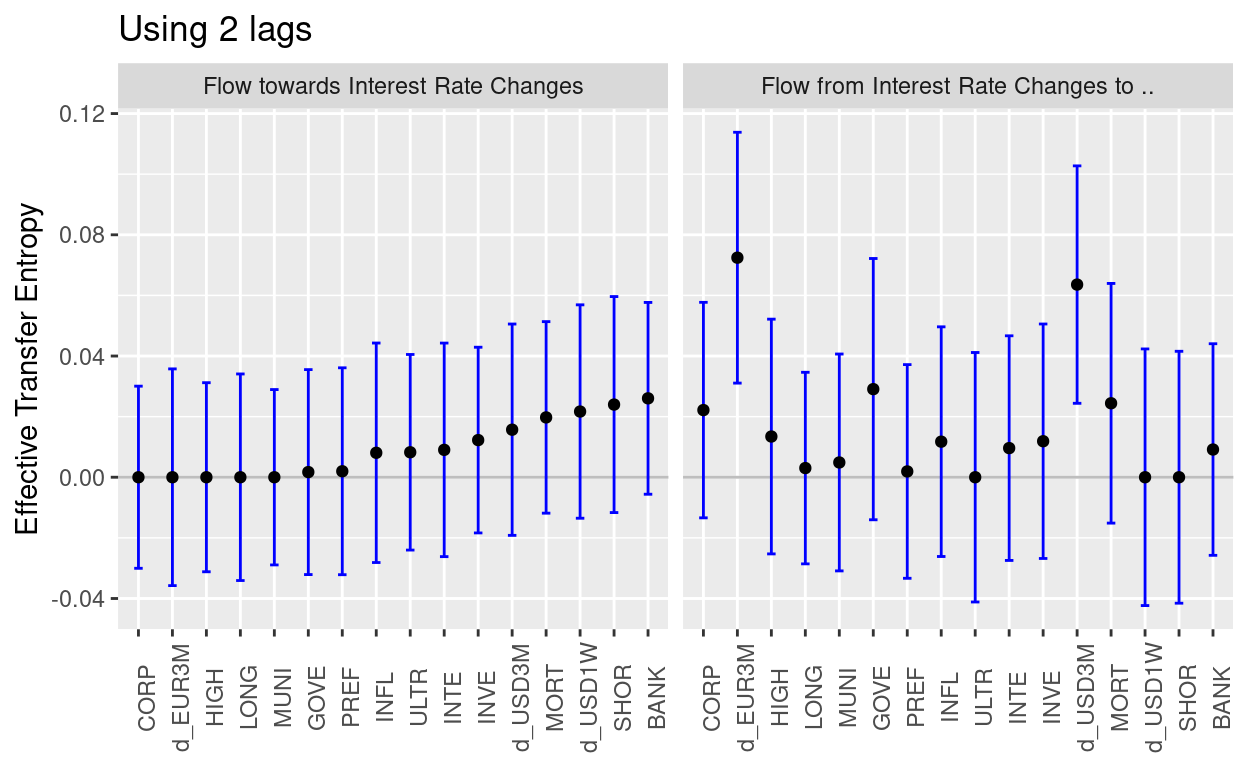 Using 2 lags
Flow towards Interest Rate Changes
Flow from Interest Rate Changes to ..
Effective Transfer Entropy
0.12
0.08
0.04
0.00
-0.04
CORP
d_EUR3M
HIGH
LONG
MUNI
GOVE
PREF
INFL
ULTR
INTE
INVE
d_USD3M
MORT
d_USD1W
SHOR
BANK
CORP
d_EUR3M
HIGH
LONG
MUNI
GOVE
PREF
INFL
ULTR
INTE
INVE
d_USD3M
MORT
d_USD1W
SHOR
BANK